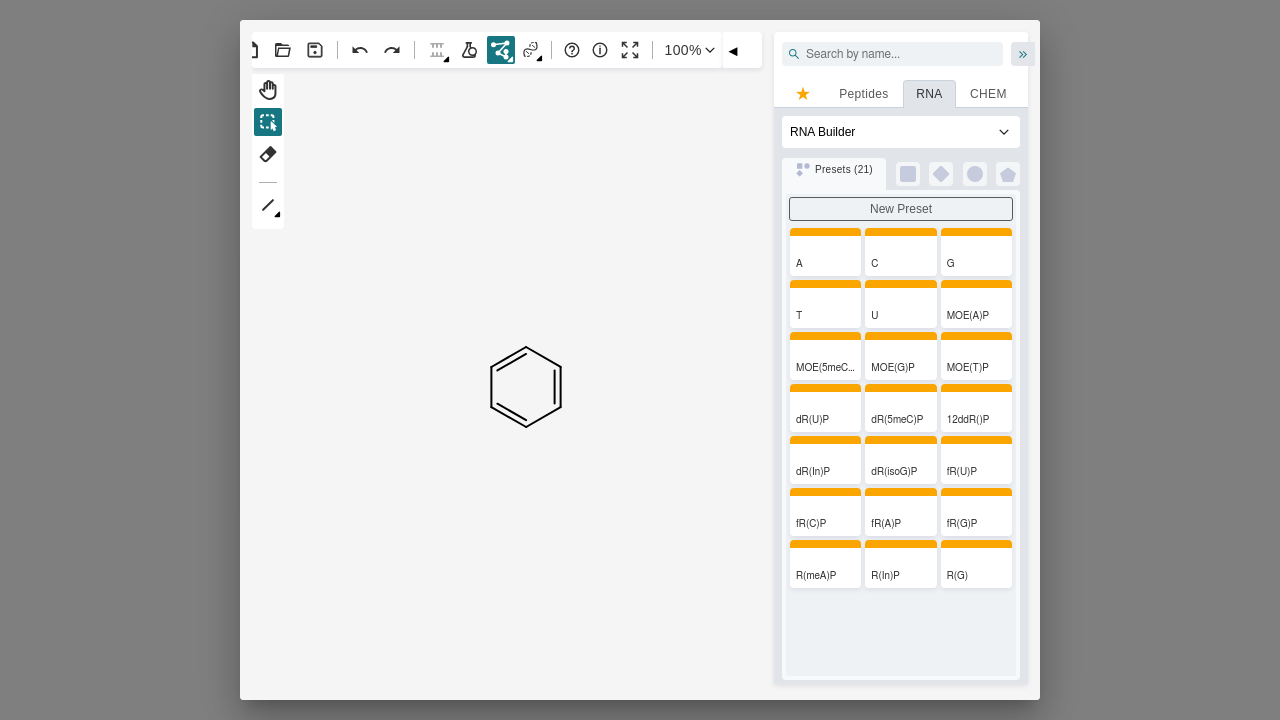 100%
Search by name...
Peptides RNA CHEM
RNA Builder
Presets (21)
New Preset
A C G
T U MOE(A)P
MOE(5meC... MOE(G)P MOE(T)P
dR(U)P dR(5meC)P 12ddR()P
dR(In)P dR(isoG)P fR(U)P
fR(C)P fR(A)P fR(G)P
R(meA)P R(In)P R(G)